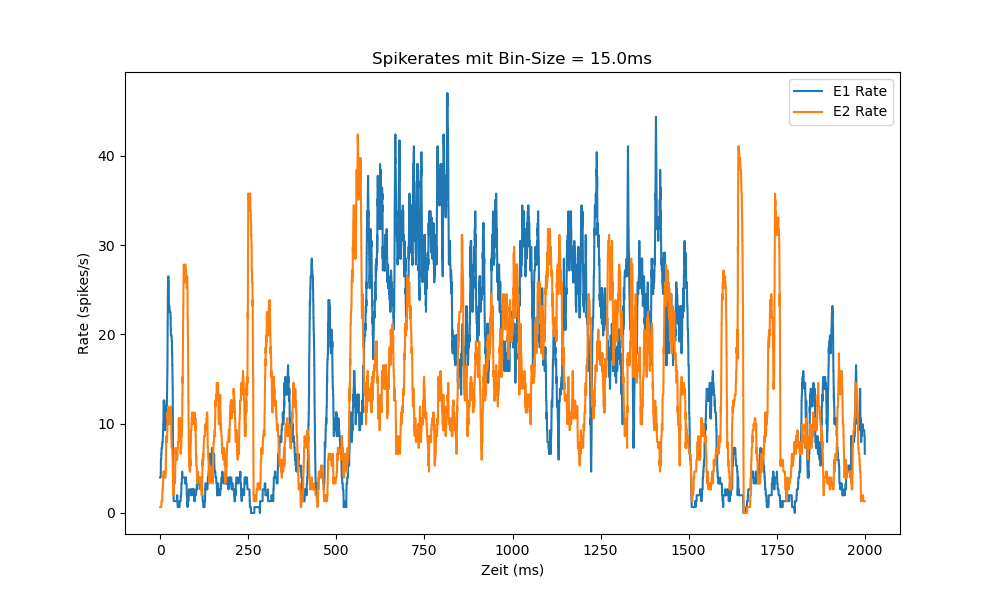 Spikerates mit Bin-Size = 15.0ms
E1 Rate
E2 Rate
Rate (spikes/s)
40
30
20
10
0
0 250 500 750 1000 1250 1500 1750 2000
Zeit (ms)